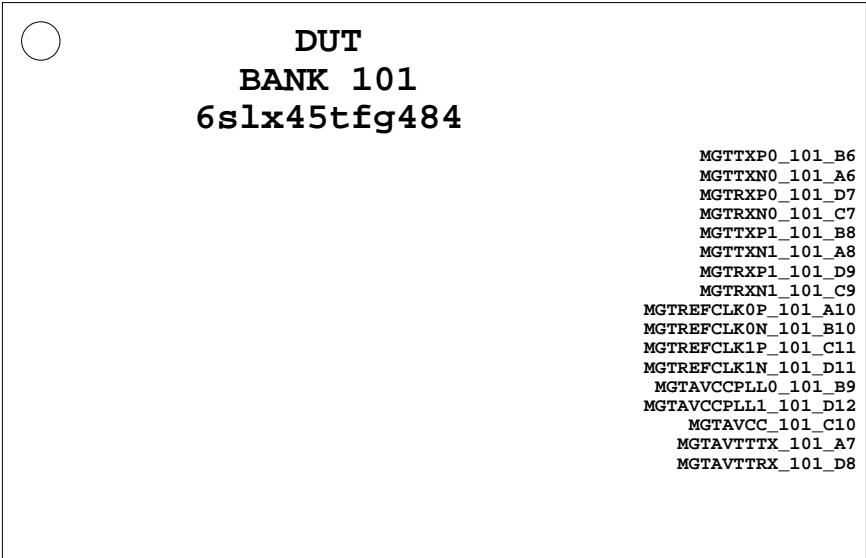 DUT
BANK 101
6slx45tfg484
MGTTXP0_101_B6
MGTTXN0_101_A6
MGTRXP0_101_D7
MGTRXN0_101_C7
MGTTXP1_101_B8
MGTTXN1_101_A8
MGTRXP1_101_D9
MGTRXN1_101_C9
MGTREFCLK0P_101_A10
MGTREFCLK0N_101_B10
MGTREFCLK1P_101_C11
MGTREFCLK1N_101_D11
MGTAVCCPLL0_101_B9
MGTAVCCPLL1_101_D12
MGTAVCC_101_C10
MGTAVTTTX_101_A7
MGTAVTTRX_101_D8